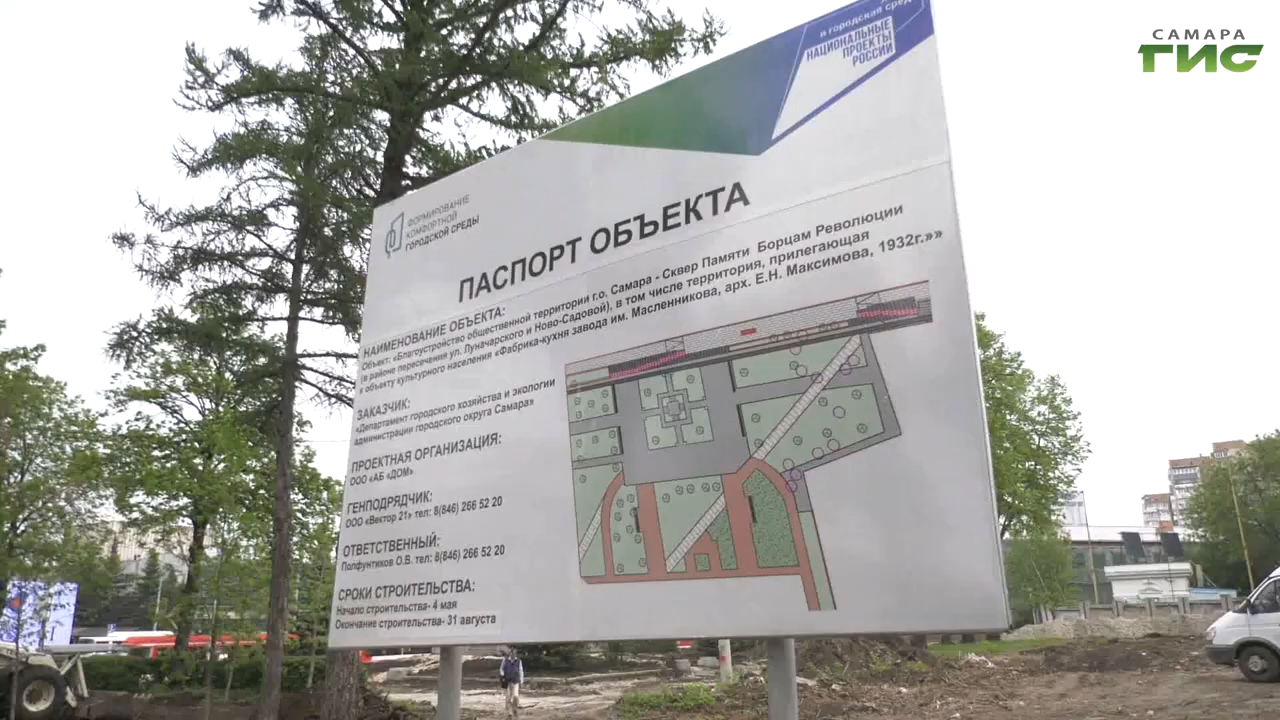 САМАРА
ГИС
и городская среда
НАЦИОНАЛЬНЫЕ
ПРОЕКТЫ
РОССИИ
ФОРМИРОВАНИЕ
КОМФОРТНОЙ
ГОРОДСКОЙ СРЕДЫ
ПАСПОРТ ОБЪЕКТА
НАИМЕНОВАНИЕ ОБЪЕКТА:
Объект: «Благоустройство общественной территории г.о. Самара - Сквер Памяти Борцам Революции
(в районе пересечения ул. Луначарского и Ново-Садовой), в том числе территория, прилегающая
к объекту культурного населения «Фабрика-кухня завода им. Масленникова, арх. Е.Н. Максимова, 1932г.»»
ЗАКАЗЧИК:
«Департамент городского хозяйства и экологии
администрации городского округа Самара»
ПРОЕКТНАЯ ОРГАНИЗАЦИЯ:
ООО «АБ «ДОМ»
ГЕНПОДРЯДЧИК:
ООО «Вектор 21» тел: 8(846) 266 52 20
ОТВЕТСТВЕННЫЙ:
Полфунтиков О.В. тел: 8(846) 266 52 20
СРОКИ СТРОИТЕЛЬСТВА:
Начало строительства- 4 мая
Окончание строительства- 31 августа